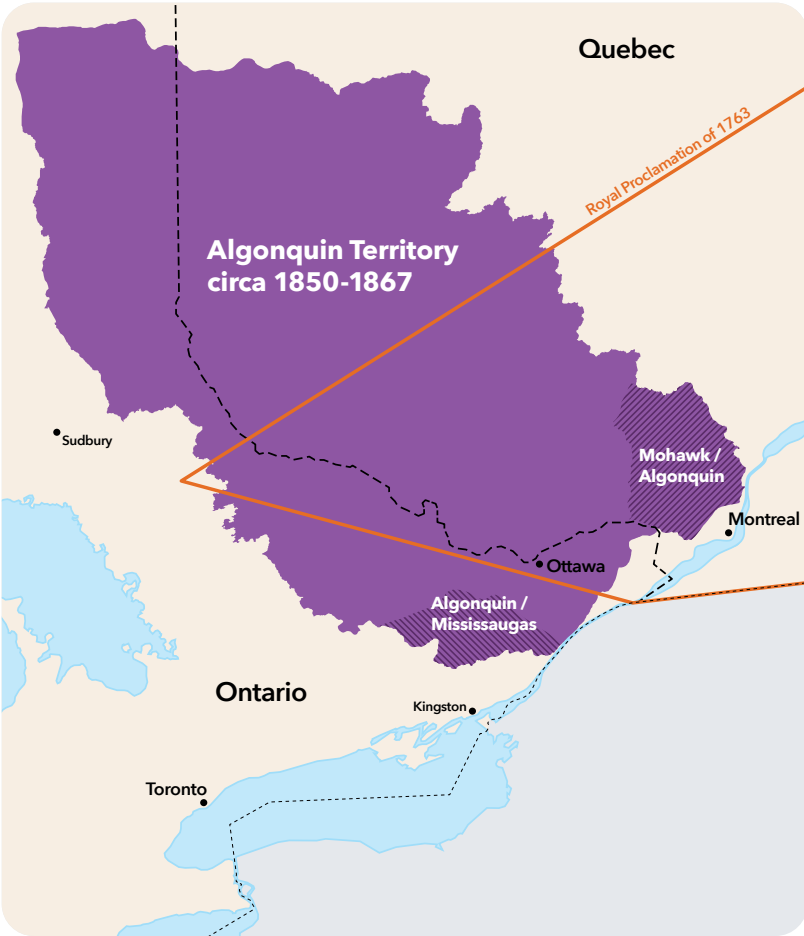 Quebec
Royal Proclamation of 1763
Algonquin Territory
circa 1850-1867
Sudbury
Mohawk /
Algonquin
Montreal
Ottawa
Algonquin /
Mississaugas
Ontario
Kingston
Toronto